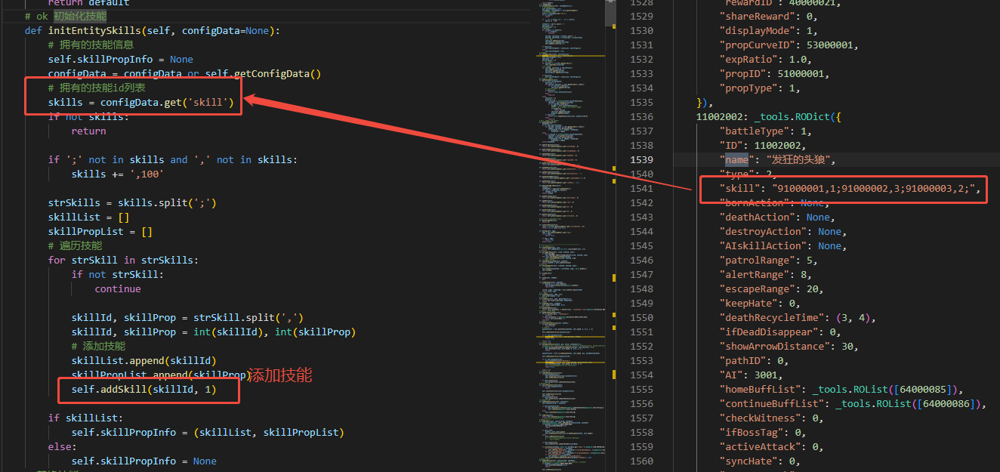 return default
# ok 初始化技能
def initEntitySkills(self, configData=None):
# 拥有的技能信息
self.skillPropInfo = None
configData = configData or self.getConfigData()
# 拥有的技能id列表
skills = configData.get('skill')
if not skills:
return
if ';' not in skills and ',' not in skills:
skills += ',100'
strSkills = skills.split(';')
skillList = []
skillPropList = []
# 遍历技能
for strSkill in strSkills:
if not strSkill:
continue
skillId, skillProp = strSkill.split(',')
skillId, skillProp = int(skillId), int(skillProp)
# 添加技能
skillList.append(skillId)
skillPropList.append(skillProp)
添加技能
self.addSkill(skillId, 1)
if skillList:
self.skillPropInfo = (skillList, skillPropList)
else:
self.skillPropInfo = None
1528 "rewardID": 40000021,
1529 "shareReward": 0,
1530 "displayMode": 1,
1531 "propCurveID": 53000001,
1532 "expRatio": 1.0,
1533 "propID": 51000001,
1534 "propType": 1,
1535 }),
1536 11002002: _tools.RODict({
1537 "battleType": 1,
1538 "ID": 11002002,
1539 "name": "发狂的头狼",
1540 "type": 2,
1541 "skill": "91000001,1;91000002,3;91000003,2;",
1542 "bornAction": None,
1543 "deathAction": None,
1544 "destroyAction": None,
1545 "AIskillAction": None,
1546 "patrolRange": 5,
1547 "alertRange": 8,
1548 "escapeRange": 20,
1549 "keepHate": 0,
1550 "deathRecycleTime": (3, 4),
1551 "ifDeadDisappear": 0,
1552 "showArrowDistance": 30,
1553 "pathID": 0,
1554 "AI": 3001,
1555 "homeBuffList": _tools.ROList([64000085]),
1556 "continueBuffList": _tools.ROList([64000086]),
1557 "checkWitness": 0,
1558 "ifBossTag": 0,
1559 "activeAttack": 0,
1560 "syncHate": 0,